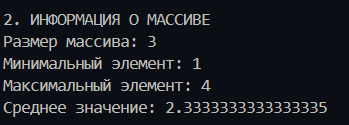 2. ИНФОРМАЦИЯ О МАССИВЕ
Размер массива: 3
Минимальный элемент: 1
Максимальный элемент: 4
Среднее значение: 2.3333333333333335